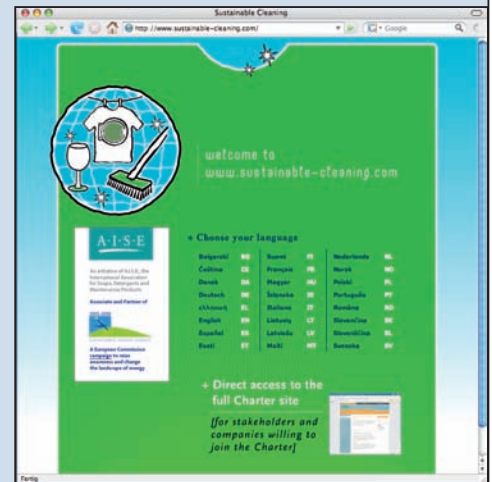 Sustainable Cleaning
http://www.sustainable-cleaning.com/
Google
welcome to
www.sustainable-cleaning.com
A·I·S·E
An initiative of A.I.S.E., the
International Association
for Soaps, Detergents and
Maintenance Products
Associate and Partner of
A European Commission
campaign to raise
awareness and change
the landscape of energy
+ Choose your language
Balgarski BG Suomi FI Nederlands NL
Čeština CZ Français FR Norsk NO
Dansk DA Magyar HU Polski PL
Deutsch DE Íslenska IS Português PT
ελληνική EL Italiano IT Româna RO
English EN Lietuvių LT Slovenčina SK
Español ES Latviešu LV Slovenščina SL
Eesti ET Malti MT Svenska SV
+ Direct access to the
full Charter site
[for stakeholders and
companies willing to
join the Charter]
Fertig